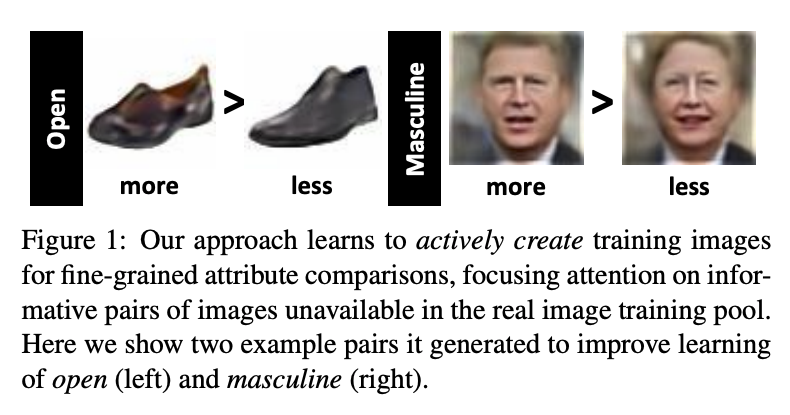 Open
more
>
less
Masculine
more
>
less
Figure 1: Our approach learns to actively create training images
for fine-grained attribute comparisons, focusing attention on infor-
mative pairs of images unavailable in the real image training pool.
Here we show two example pairs it generated to improve learning
of open (left) and masculine (right).